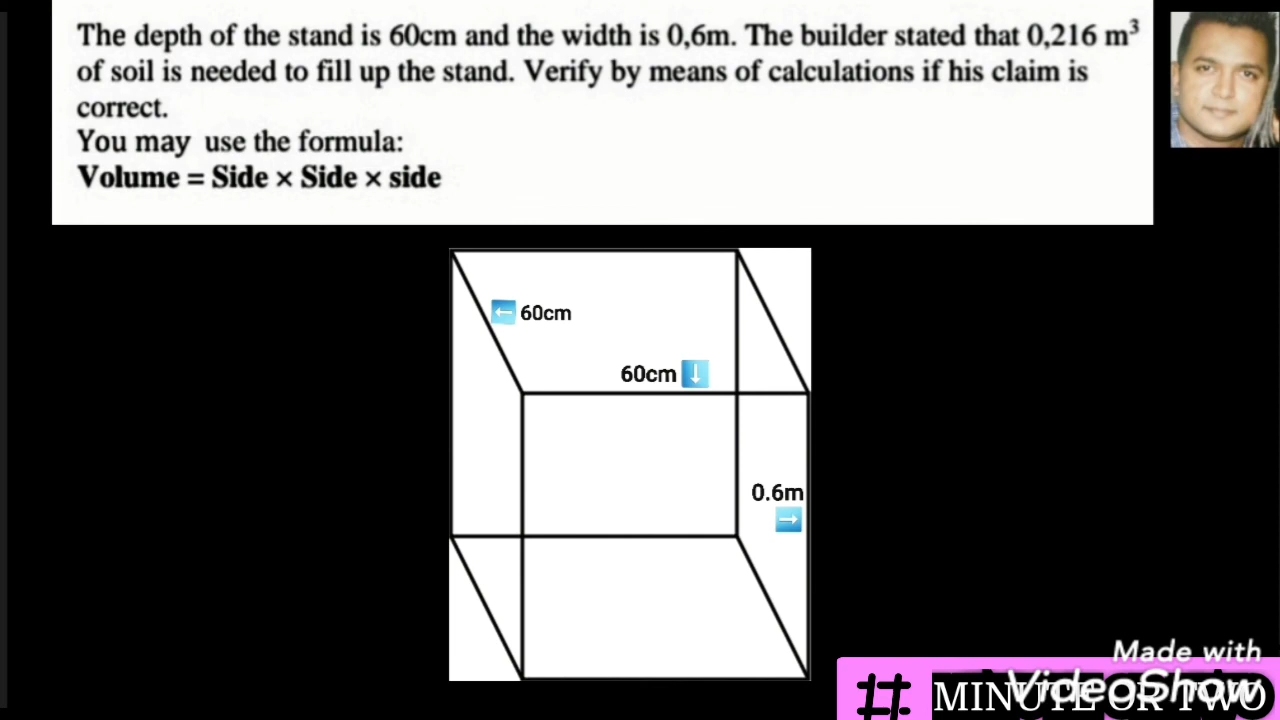 The depth of the stand is 60cm and the width is 0,6m. The builder stated that 0,216 m³
of soil is needed to fill up the stand. Verify by means of calculations if his claim is
correct.
You may use the formula:
Volume = Side × Side × side
60cm
60cm
0.6m
Made with
VideoShow
# MINUTE OR TWO